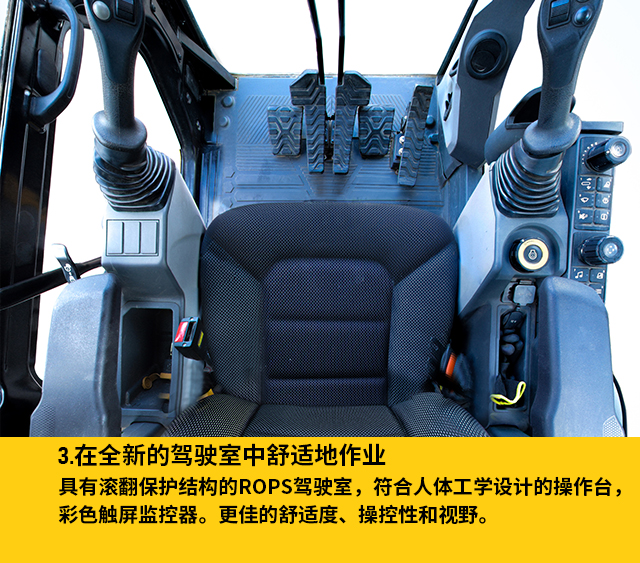 3.在全新的驾驶室中舒适地作业
具有滚翻保护结构的ROPS驾驶室，符合人体工学设计的操作台，
彩色触屏监控器。更佳的舒适度、操控性和视野。